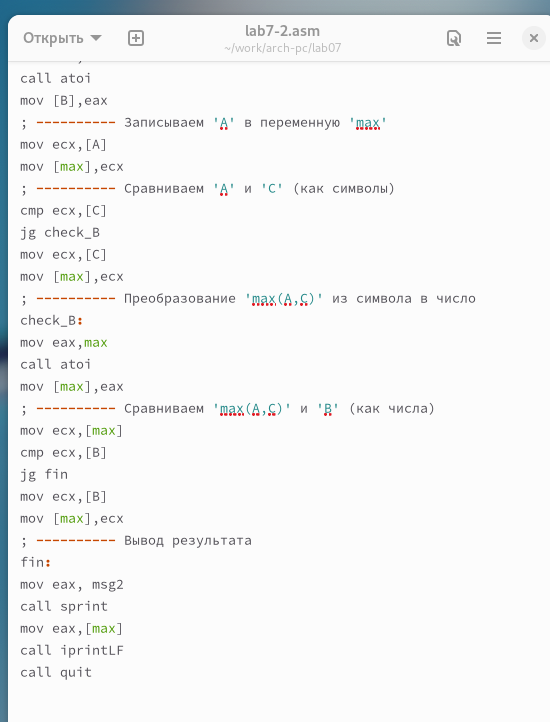 Открыть
lab7-2.asm
~/work/arch-pc/lab07
call atoi
mov [B],eax
; ---------- Записываем 'A' в переменную 'max'
mov ecx,[A]
mov [max],ecx
; ---------- Сравниваем 'A' и 'C' (как символы)
cmp ecx,[C]
jg check_B
mov ecx,[C]
mov [max],ecx
; ---------- Преобразование 'max(A,C)' из символа в число
check_B:
mov eax,max
call atoi
mov [max],eax
; ---------- Сравниваем 'max(A,C)' и 'B' (как числа)
mov ecx,[max]
cmp ecx,[B]
jg fin
mov ecx,[B]
mov [max],ecx
; ---------- Вывод результата
fin:
mov eax, msg2
call sprint
mov eax,[max]
call iprintLF
call quit